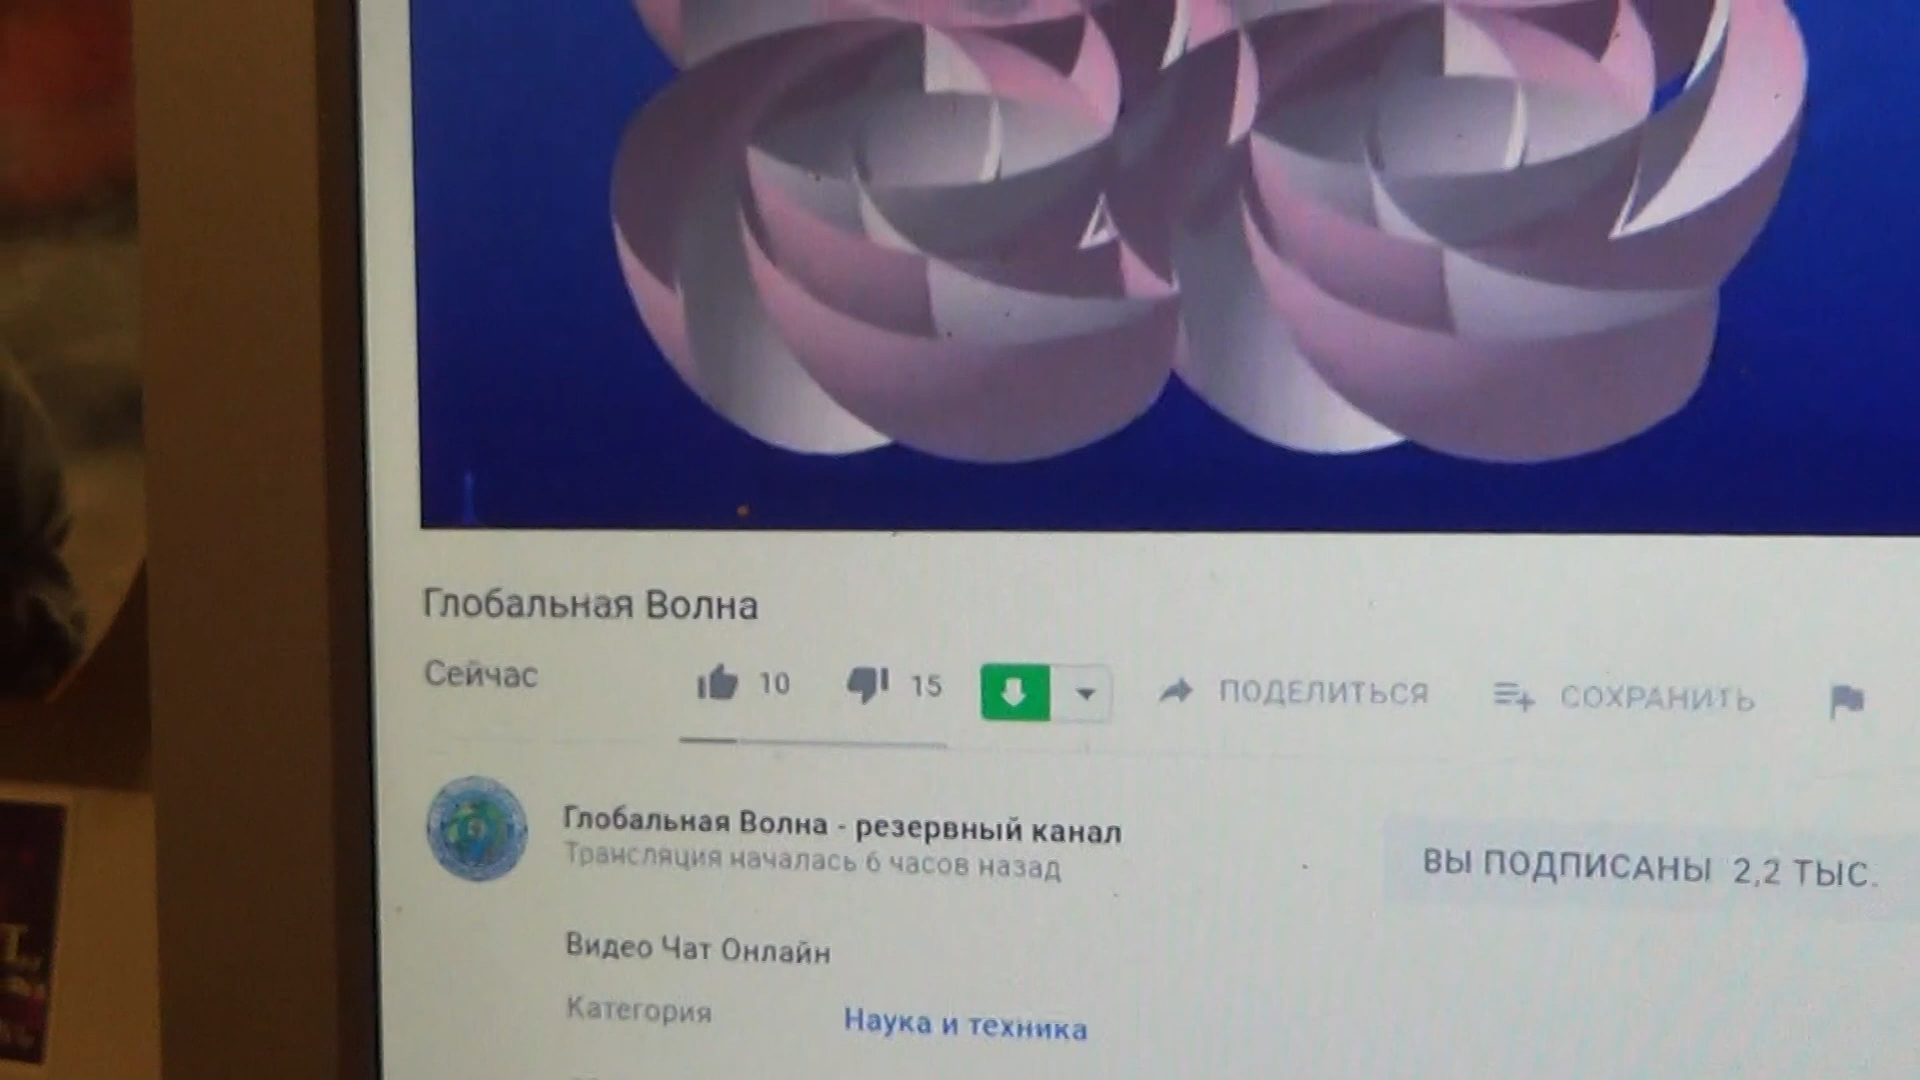 Глобальная Волна
Сейчас 10 15 ПОДЕЛИТЬСЯ СОХРАНИТЬ
Глобальная Волна - резервный канал
Трансляция началась 6 часов назад
ВЫ ПОДПИСАНЫ 2,2 ТЫС.
Видео Чат Онлайн
Категория Наука и техника